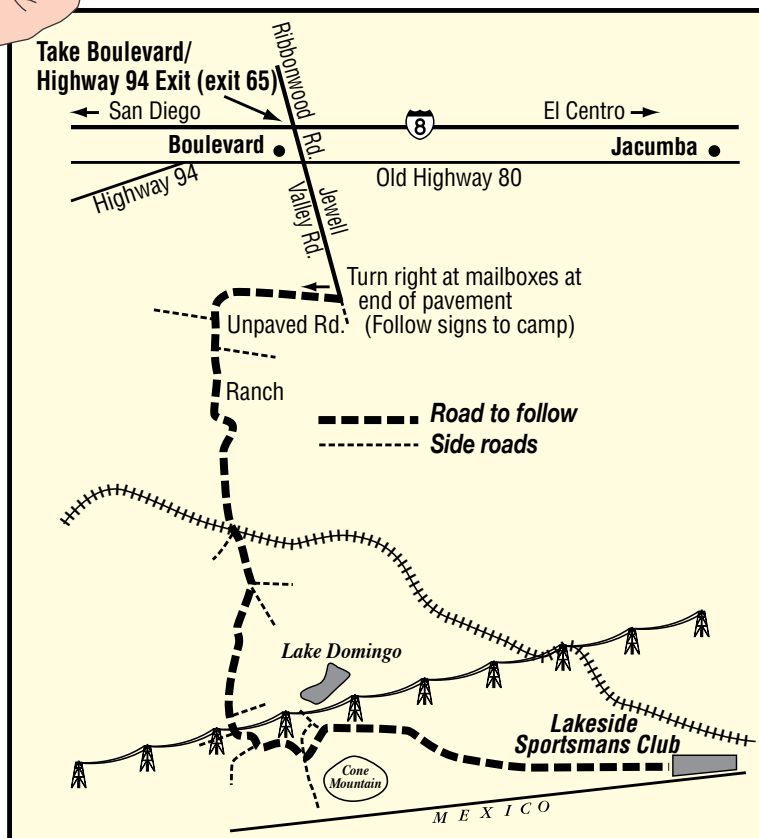 Take Boulevard/
Highway 94 Exit (exit 65)
Ribbonwood Rd.
San Diego
8
El Centro
Boulevard
Jacumba
Highway 94
Old Highway 80
Jewell
Valley Rd.
Turn right at mailboxes at
end of pavement
(Follow signs to camp)
Unpaved Rd.
Ranch
Road to follow
Side roads
Lake Domingo
Lakeside
Sportsmans Club
Cone
Mountain
MEXICO